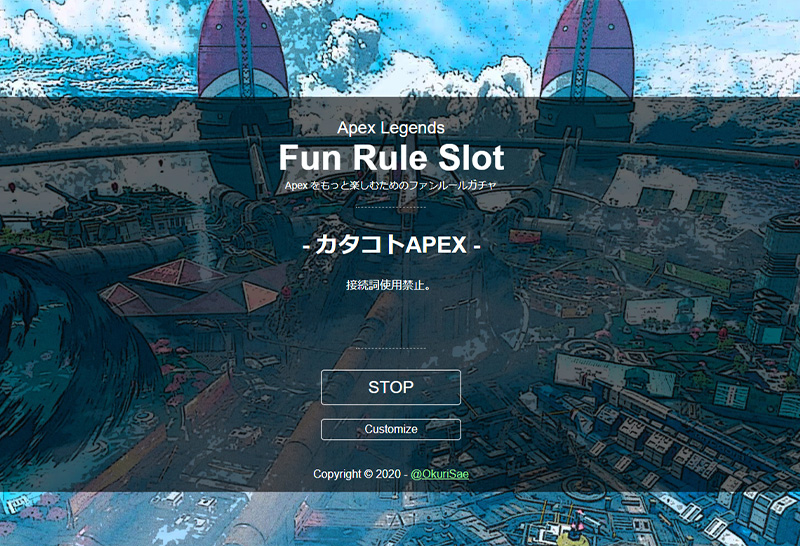 Apex Legends
Fun Rule Slot
Apex をもっと楽しむためのファンルールガチャ
- カタコトAPEX -
接続詞使用禁止。
STOP
Customize
Copyright © 2020 - @OkuriSae